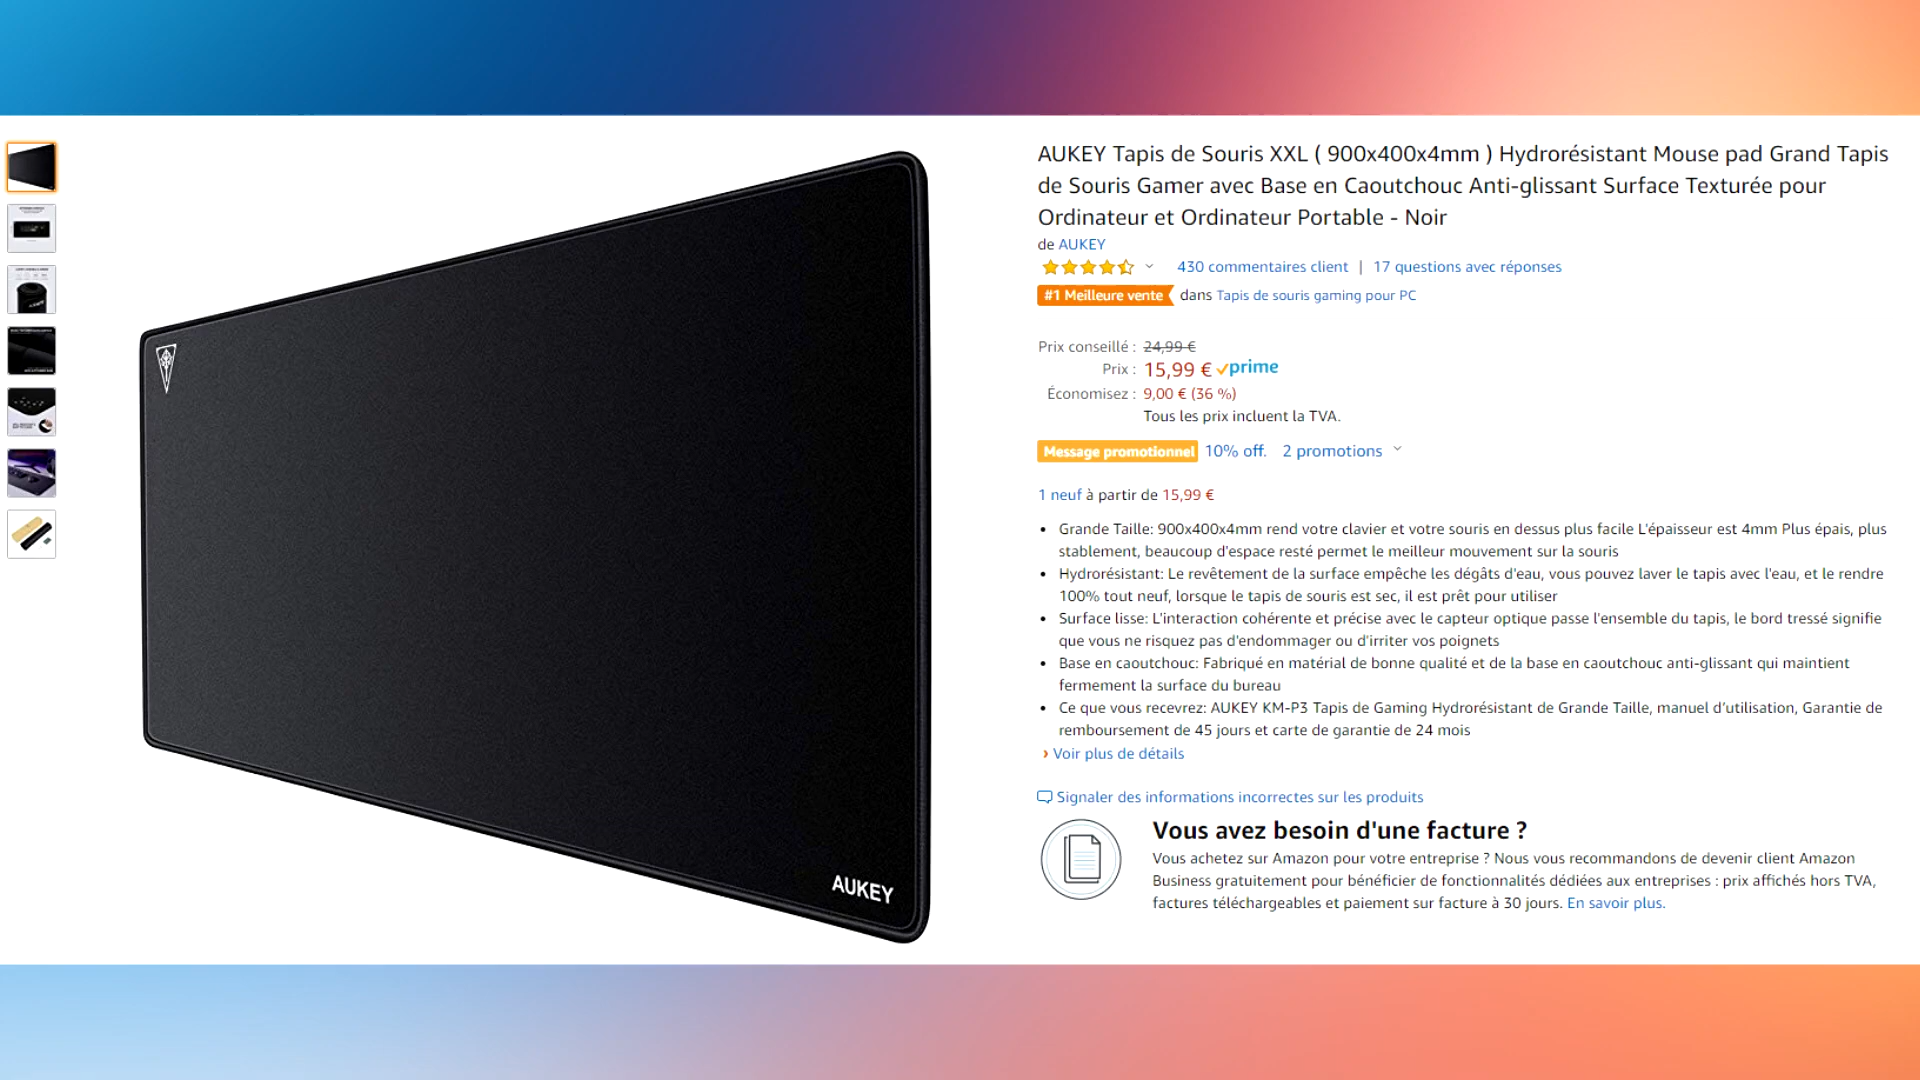 AUKEY
AUKEY Tapis de Souris XXL ( 900x400x4mm ) Hydrorésistant Mouse pad Grand Tapis
de Souris Gamer avec Base en Caoutchouc Anti-glissant Surface Texturée pour
Ordinateur et Ordinateur Portable - Noir
de AUKEY
430 commentaires client | 17 questions avec réponses
#1 Meilleure vente dans Tapis de souris gaming pour PC
Prix conseillé : 24,99 €
Prix : 15,99 € prime
Économisez : 9,00 € (36 %)
Tous les prix incluent la TVA.
Message promotionnel 10% off. 2 promotions
1 neuf à partir de 15,99 €
• Grande Taille: 900x400x4mm rend votre clavier et votre souris en dessus plus facile L'épaisseur est 4mm Plus épais, plus
stablement, beaucoup d'espace resté permet le meilleur mouvement sur la souris
• Hydrorésistant: Le revêtement de la surface empêche les dégâts d'eau, vous pouvez laver le tapis avec l'eau, et le rendre
100% tout neuf, lorsque le tapis de souris est sec, il est prêt pour utiliser
• Surface lisse: L'interaction cohérente et précise avec le capteur optique passe l'ensemble du tapis, le bord tressé signifie
que vous ne risquez pas d'endommager ou d'irriter vos poignets
• Base en caoutchouc: Fabriqué en matérial de bonne qualité et de la base en caoutchouc anti-glissant qui maintient
fermement la surface du bureau
• Ce que vous recevrez: AUKEY KM-P3 Tapis de Gaming Hydrorésistant de Grande Taille, manuel d'utilisation, Garantie de
remboursement de 45 jours et carte de garantie de 24 mois
› Voir plus de détails
Signaler des informations incorrectes sur les produits
Vous avez besoin d'une facture ?
Vous achetez sur Amazon pour votre entreprise ? Nous vous recommandons de devenir client Amazon
Business gratuitement pour bénéficier de fonctionnalités dédiées aux entreprises : prix affichés hors TVA,
factures téléchargeables et paiement sur facture à 30 jours. En savoir plus.